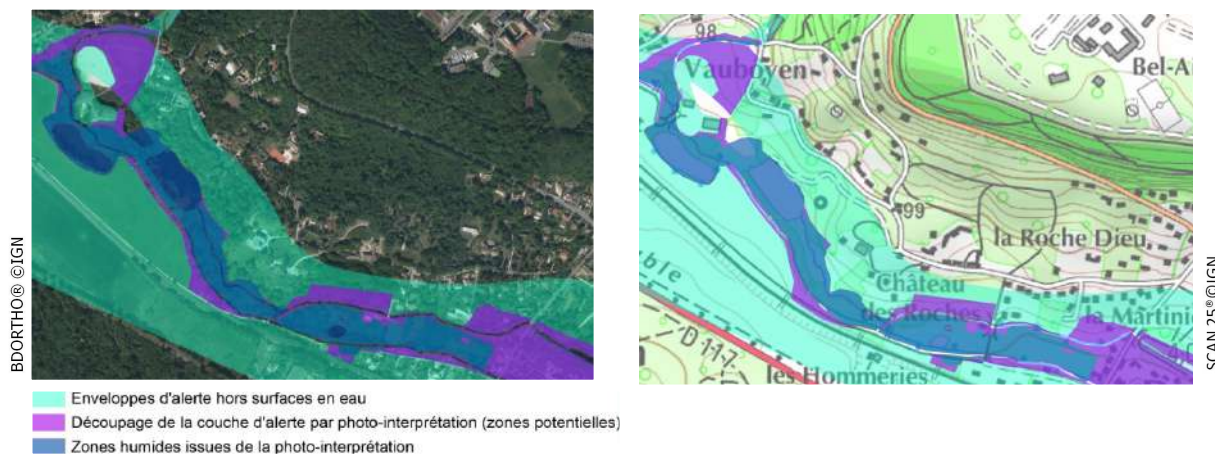 BDORTHO® ©IGN
98
Vauboyen
Bel-Ai
99
la Roche Dieu
Château
des Roches
la Martini
D 117
les Hommeries
SCAN 25®©IGN
Enveloppes d'alerte hors surfaces en eau
Découpage de la couche d'alerte par photo-interprétation (zones potentielles)
Zones humides issues de la photo-interprétation